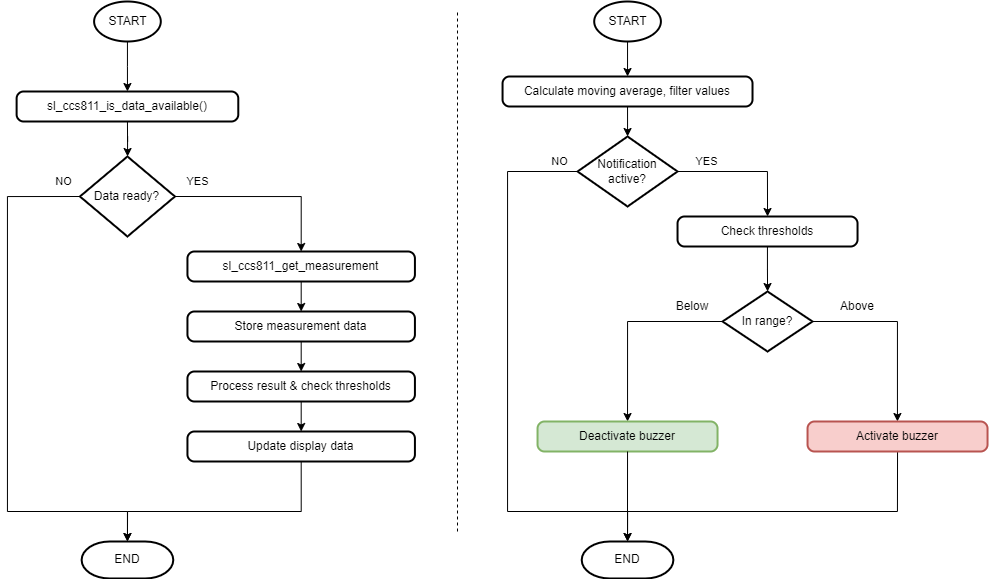 START
sl_ccs811_is_data_available()
Data ready?
NO
YES
sl_ccs811_get_measurement
Store measurement data
Process result & check thresholds
Update display data
END
START
Calculate moving average, filter values
Notification
active?
NO
YES
Check thresholds
In range?
Below
Above
Deactivate buzzer
Activate buzzer
END